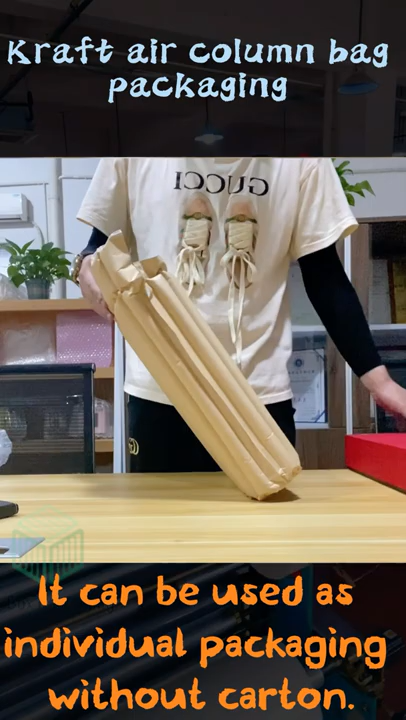 Kraft air column bag
packaging
GUCCI
It can be used as
individual packaging
without carton.